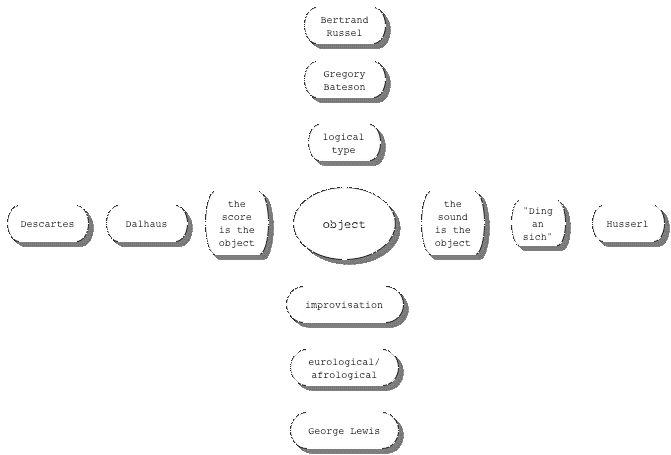 Bertrand
Russel
Gregory
Bateson
logical
type
Descartes
Dalhaus
the
score
is the
object
object
the
sound
is the
object
"Ding
an
sich"
Husserl
improvisation
eurological/
afrological
George Lewis